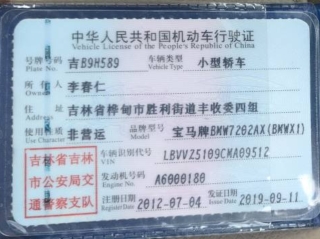 中华人民共和国机动车行驶证
Vehicle License of the People's Republic of China
号牌号码 吉B9H589 车辆类型 小型轿车
Plate No. Vehicle Type
所有人 李春仁
Owner
住址 吉林省桦甸市胜利街道丰收委四组
Address
使用性质 非营运 品牌型号 宝马牌BMW7202AX(BMWX1)
Use Character
吉林省吉林
市公安局交
通警察支队
车辆识别代号 LBVVZ5109CMA09512
VIN
发动机号码 A6000188
Engine No.
注册日期 2012-07-04 发证日期 2019-09-11
Register Date Issue Date